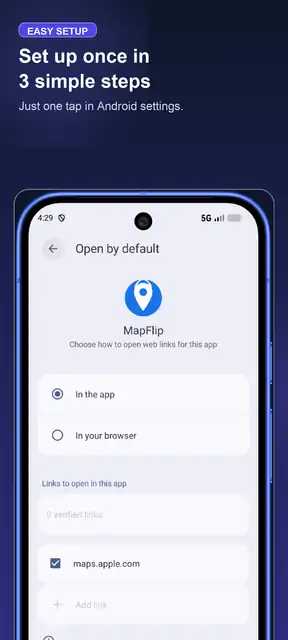 EASY SETUP
Set up once in
3 simple steps
Just one tap in Android settings.
4:29
5G
Open by default
MapFlip
Choose how to open web links for this app
In the app
In your browser
Links to open in this app
0 verified links
maps.apple.com
Add link